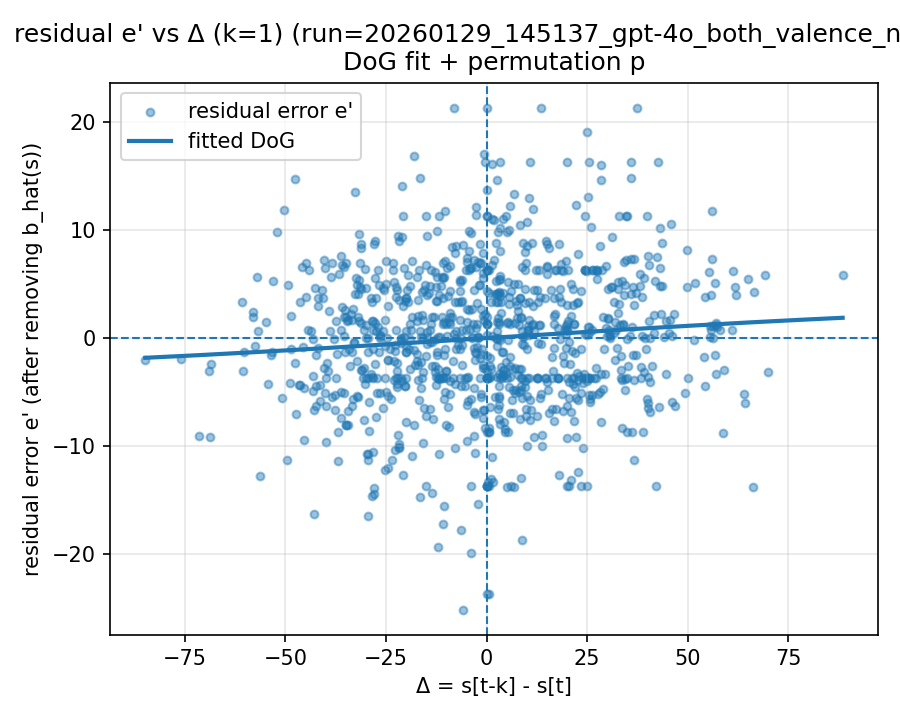 residual e' vs Δ (k=1) (run=20260129_145137_gpt-4o_both_valence_n
DoG fit + permutation p
residual error e'
fitted DoG
residual error e' (after removing b_hat(s))
20
10
0
−10
−20
−75
−50
−25
0
25
50
75
Δ = s[t-k] - s[t]